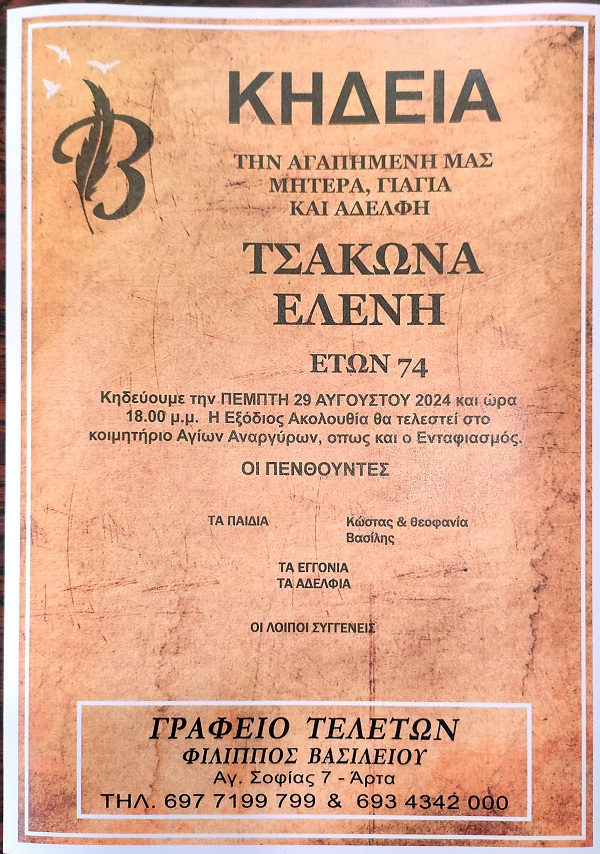 B
ΚΗΔΕΙΑ
ΤΗΝ ΑΓΑΠΗΜΕΝΗ ΜΑΣ
ΜΗΤΕΡΑ, ΓΙΑΓΙΑ
ΚΑΙ ΑΔΕΛΦΗ
ΤΣΑΚΩΝΑ
ΕΛΕΝΗ
ΕΤΩΝ 74
Κηδεύουμε την ΠΕΜΠΤΗ 29 ΑΥΓΟΥΣΤΟΥ 2024 και ώρα
18.00 μ.μ. Η Εξόδιος Ακολουθία θα τελεστεί στο
κοιμητήριο Αγίων Αναργύρων, οπως και ο Ενταφιασμός.
ΟΙ ΠΕΝΘΟΥΝΤΕΣ
ΤΑ ΠΑΙΔΙΑ Κώστας & θεοφανία
Βασίλης
ΤΑ ΕΓΓΟΝΙΑ
ΤΑ ΑΔΕΛΦΙΑ
ΟΙ ΛΟΙΠΟΙ ΣΥΓΓΕΝΕΙΣ
ΓΡΑΦΕΙΟ ΤΕΛΕΤΩΝ
ΦΙΛΙΠΠΟΣ ΒΑΣΙΛΕΙΟΥ
Αγ. Σοφίας 7 - Άρτα
ΤΗΛ. 697 7199 799 & 693 4342 000